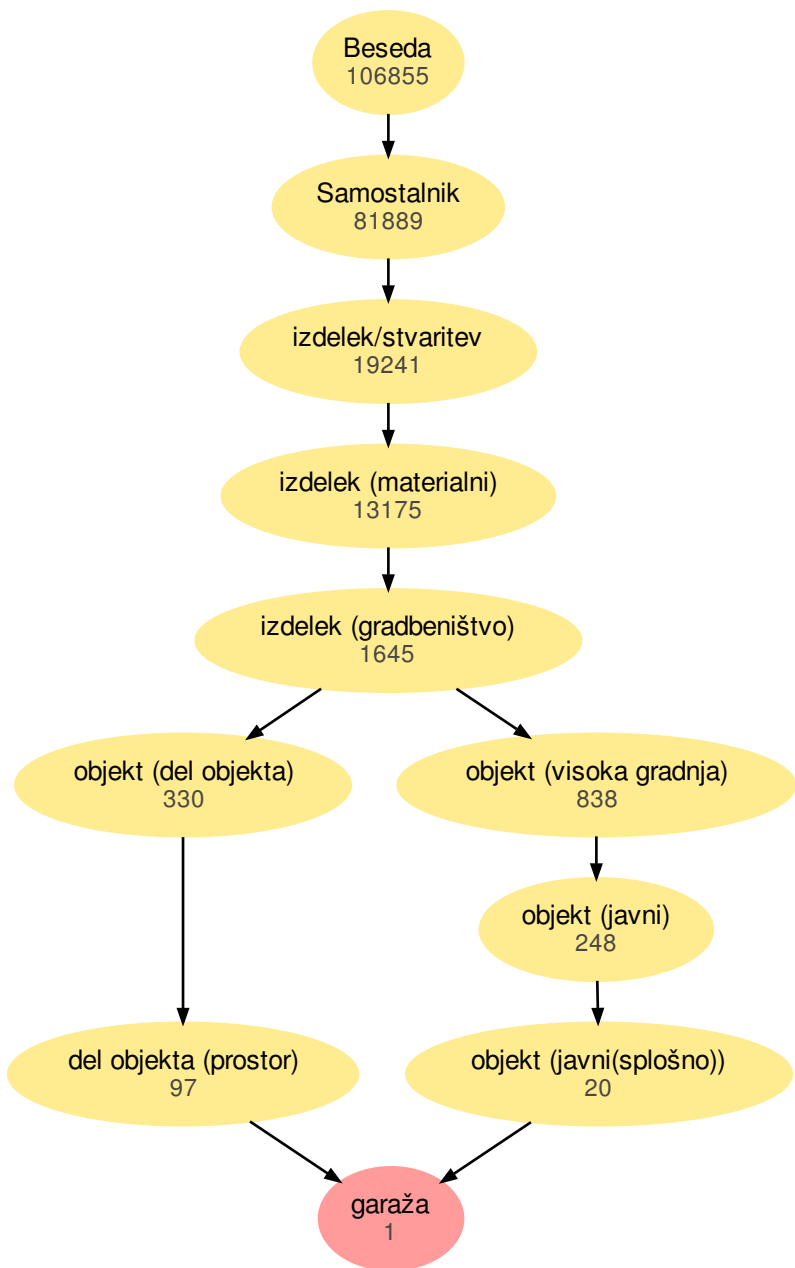 Beseda
106855
Samostalnik
81889
izdelek/stvaritev
19241
izdelek (materialni)
13175
izdelek (gradbeništvo)
1645
objekt (del objekta)
330
objekt (visoka gradnja)
838
objekt (javni)
248
del objekta (prostor)
97
objekt (javni(splošno))
20
garaža
1